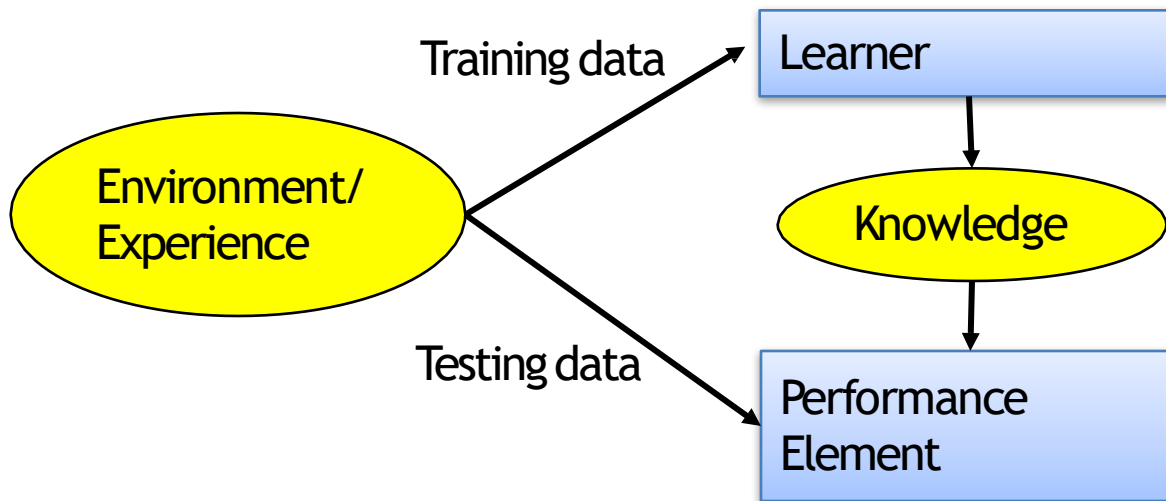 Training data
Learner
Environment/
Experience
Knowledge
Testing data
Performance
Element